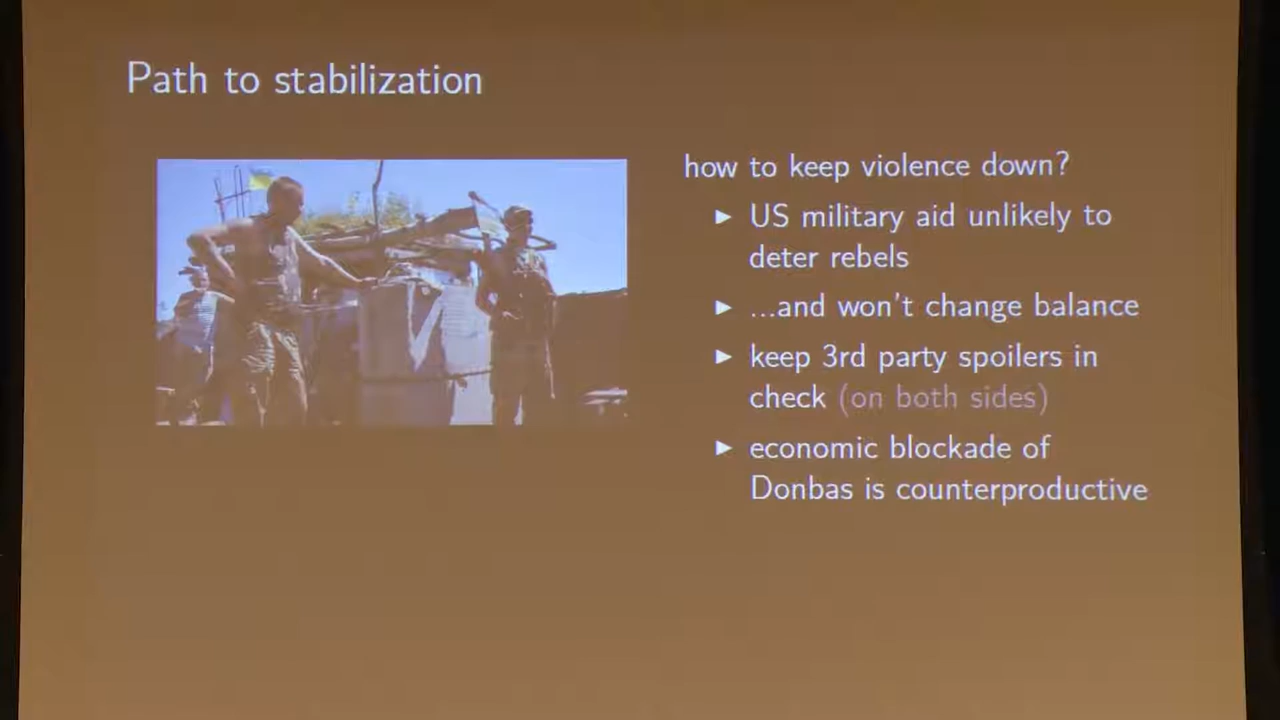 Path to stabilization
how to keep violence down?
► US military aid unlikely to
deter rebels
► ...and won't change balance
► keep 3rd party spoilers in
check (on both sides)
► economic blockade of
Donbas is counterproductive